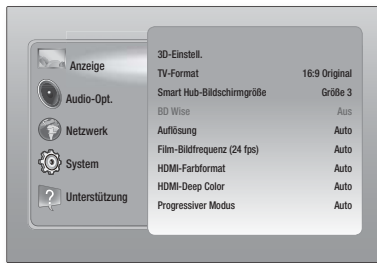 Anzeige
Audio-Opt.
Netzwerk
System
Unterstützung
3D-Einstell.
TV-Format 16:9 Original
Smart Hub-Bildschirmgröße Größe 3
BD Wise Aus
Auflösung Auto
Film-Bildfrequenz (24 fps) Auto
HDMI-Farbformat Auto
HDMI-Deep Color Auto
Progressiver Modus Auto